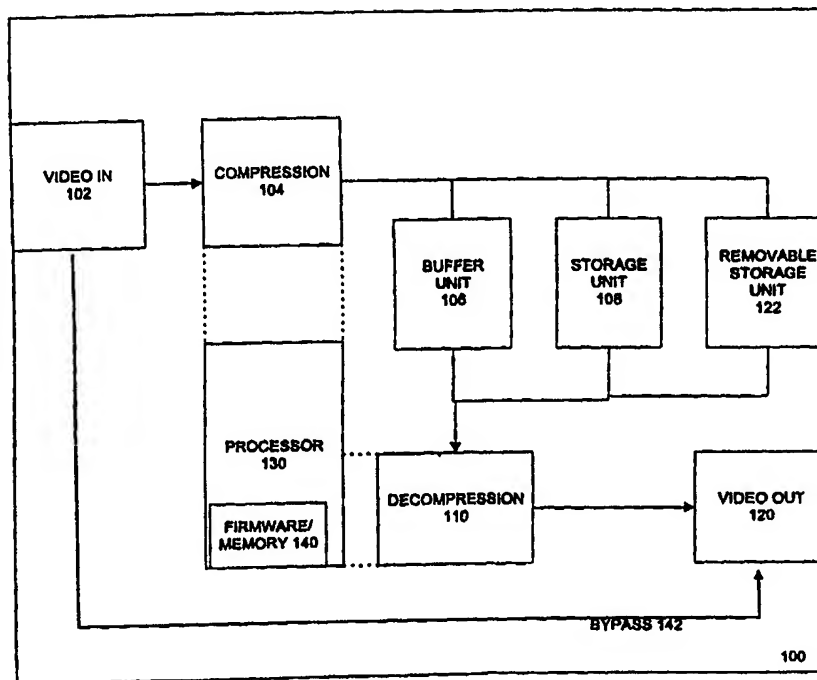 VIDEO IN
102
COMPRESSION
104
BUFFER
UNIT
106
STORAGE
UNIT
108
REMOVABLE
STORAGE
UNIT
122
PROCESSOR
130
FIRMWARE/
MEMORY 140
DECOMPRESSION
110
VIDEO OUT
120
BYPASS 142
100